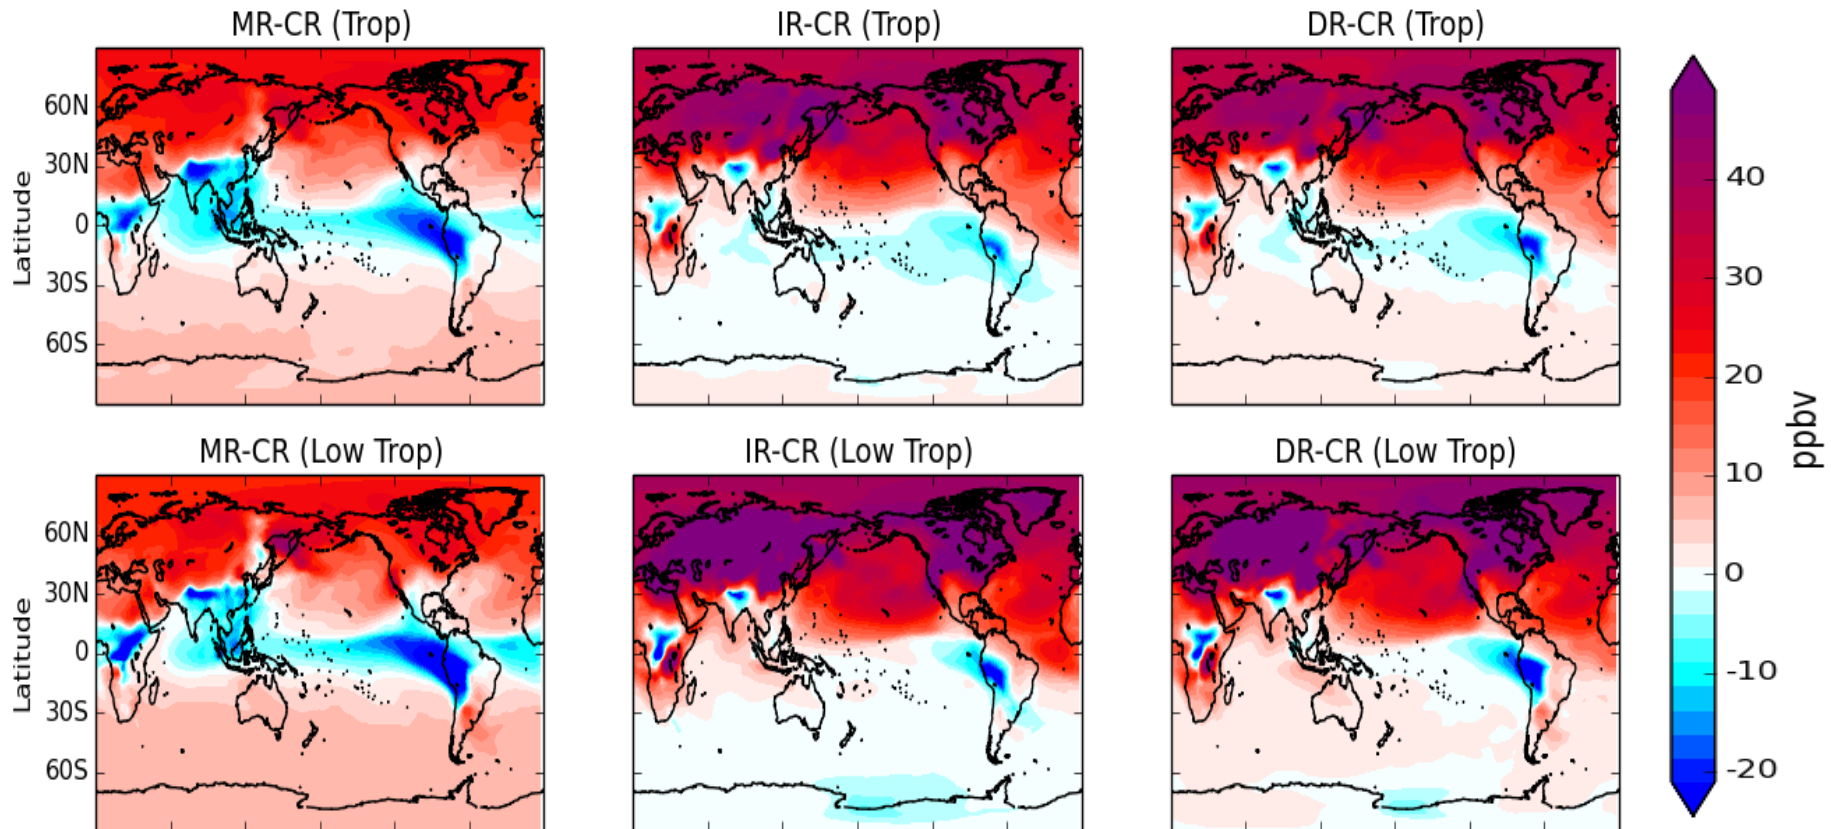 MR-CR (Trop)
IR-CR (Trop)
DR-CR (Trop)
60N
30N
0
30S
60S
Latitude
MR-CR (Low Trop)
IR-CR (Low Trop)
DR-CR (Low Trop)
60N
30N
0
30S
60S
Latitude
40
30
20
10
0
-10
-20
ppbv